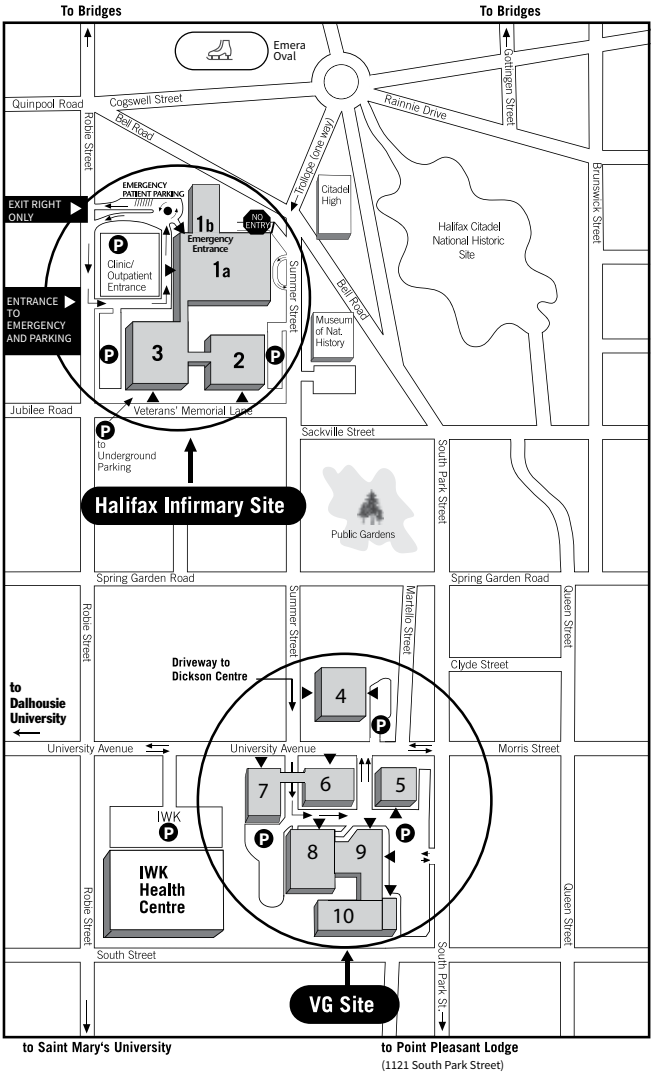 To Bridges
To Bridges
Emera
Oval
Gottingen Street
Quinpool Road
Cogswell Street
Rainnie Drive
Robie Street
Bell Road
Trollope (one way)
Brunswick Street
EMERGENCY
PATIENT PARKING
Citadel
High
EXIT RIGHT
ONLY
1b
NO
ENTRY
Emergency
Entrance
Halifax Citadel
National Historic
Site
P
Clinic/
Outpatient
Entrance
1a
Summer Street
Bell Road
ENTRANCE
TO
EMERGENCY
AND PARKING
Museum
of Nat.
History
P
3
2
P
Jubilee Road
Veterans' Memorial Lane
P
to
Underground
Parking
Sackville Street
South Park Street
Halifax Infirmary Site
Public Gardens
Spring Garden Road
Spring Garden Road
Robie Street
Summer Street
Martello Street
Queen Street
Driveway to
Dickson Centre
Clyde Street
to
Dalhousie
University
4
P
University Avenue
University Avenue
Morris Street
7
6
5
IWK
P
P
P
8
9
IWK
Health
Centre
10
Robie Street
Queen Street
South Street
South Park St.
VG Site
to Saint Mary's University
to Point Pleasant Lodge
(1121 South Park Street)